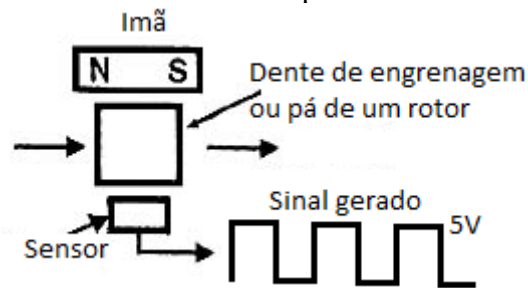 Imã
N S
Dente de engrenagem
ou pá de um rotor
Sinal gerado
5V
Sensor